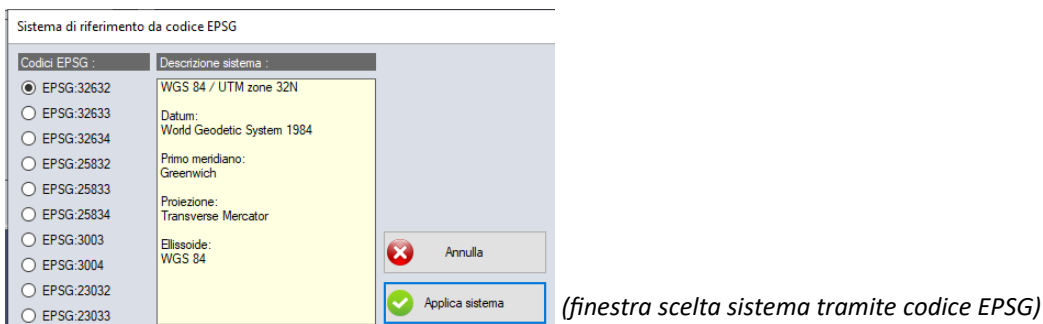 Sistema di riferimento da codice EPSG
Codici EPSG :
EPSG:32632
EPSG:32633
EPSG:32634
EPSG:25832
EPSG:25833
EPSG:25834
EPSG:3003
EPSG:3004
EPSG:23032
EPSG:23033
Descrizione sistema :
WGS 84 / UTM zone 32N
Datum:
World Geodetic System 1984
Primo meridiano:
Greenwich
Proiezione:
Transverse Mercator
Ellissoide:
WGS 84
Annulla
Applica sistema
(finestra scelta sistema tramite codice EPSG)